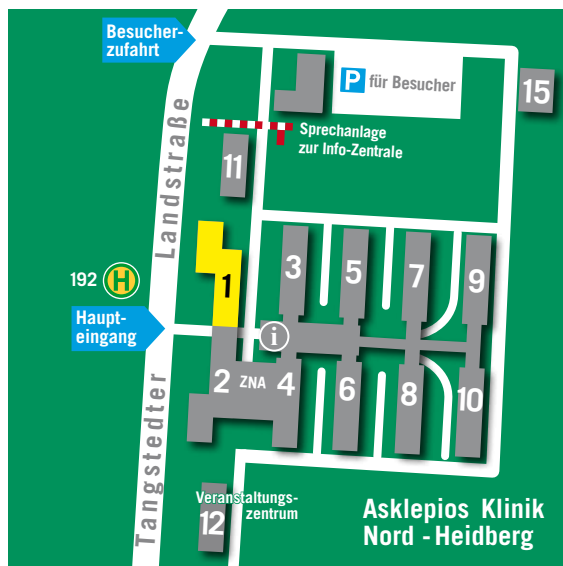 Besucher-
zufahrt
P für Besucher
15
Sprechanlage
zur Info-Zentrale
11
Landstraße
192 H
1
3
5
7
9
Haupt-
eingang
i
2 ZNA 4
6
8
10
Tangstedter
Veranstaltungs-
zentrum
12
Asklepios Klinik
Nord - Heidberg